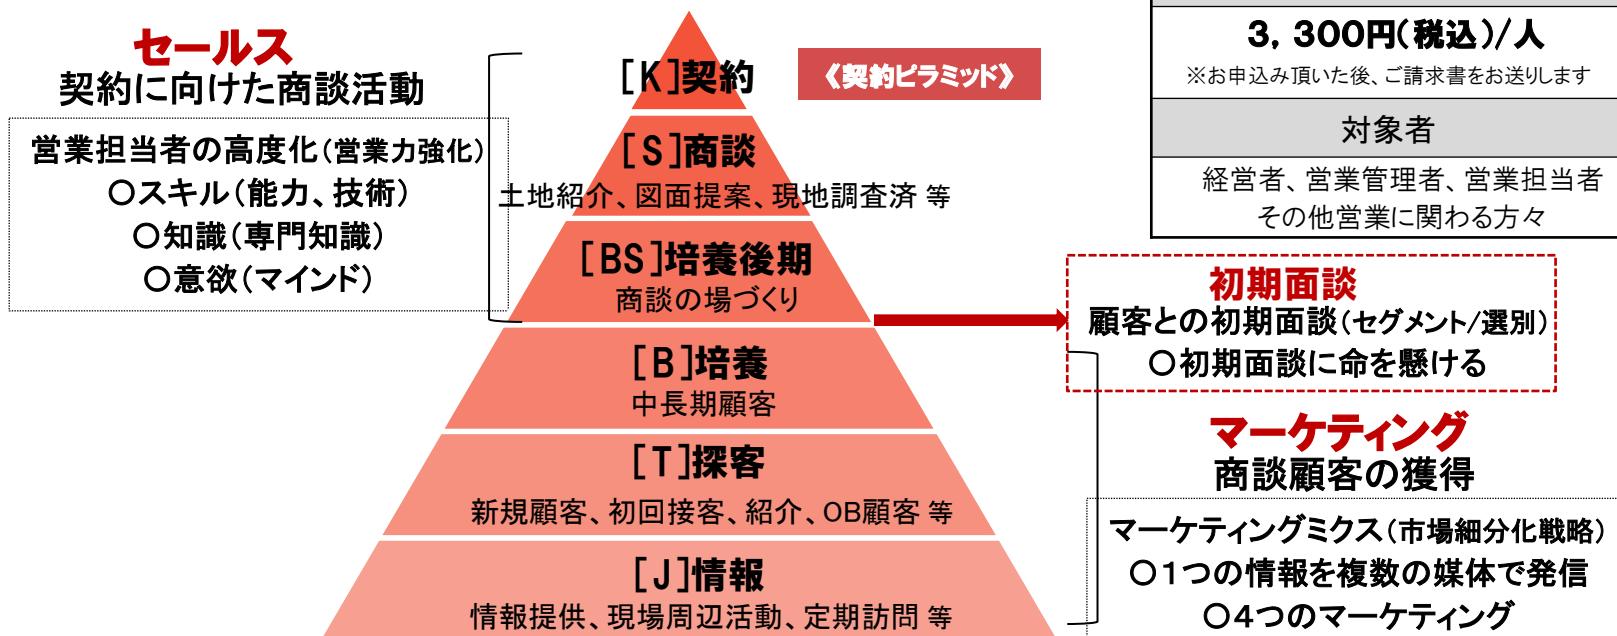 セールス
契約に向けた商談活動
営業担当者の高度化(営業力強化)
○スキル(能力、技術)
○知識(専門知識)
○意欲(マインド)
[K]契約
《契約ピラミッド》
[S]商談
土地紹介、図面提案、現地調査済 等
[BS]培養後期
商談の場づくり
[B]培養
中長期顧客
[T]探客
新規顧客、初回接客、紹介、OB顧客 等
[J]情報
情報提供、現場周辺活動、定期訪問 等
3,300円(税込)/人
※お申込み頂いた後、ご請求書をお送りします
対象者
経営者、営業管理者、営業担当者
その他営業に関わる方々
初期面談
顧客との初期面談(セグメント/選別)
○初期面談に命を懸ける
マーケティング
商談顧客の獲得
マーケティングミクス(市場細分化戦略)
○1つの情報を複数の媒体で発信
○4つのマーケティング